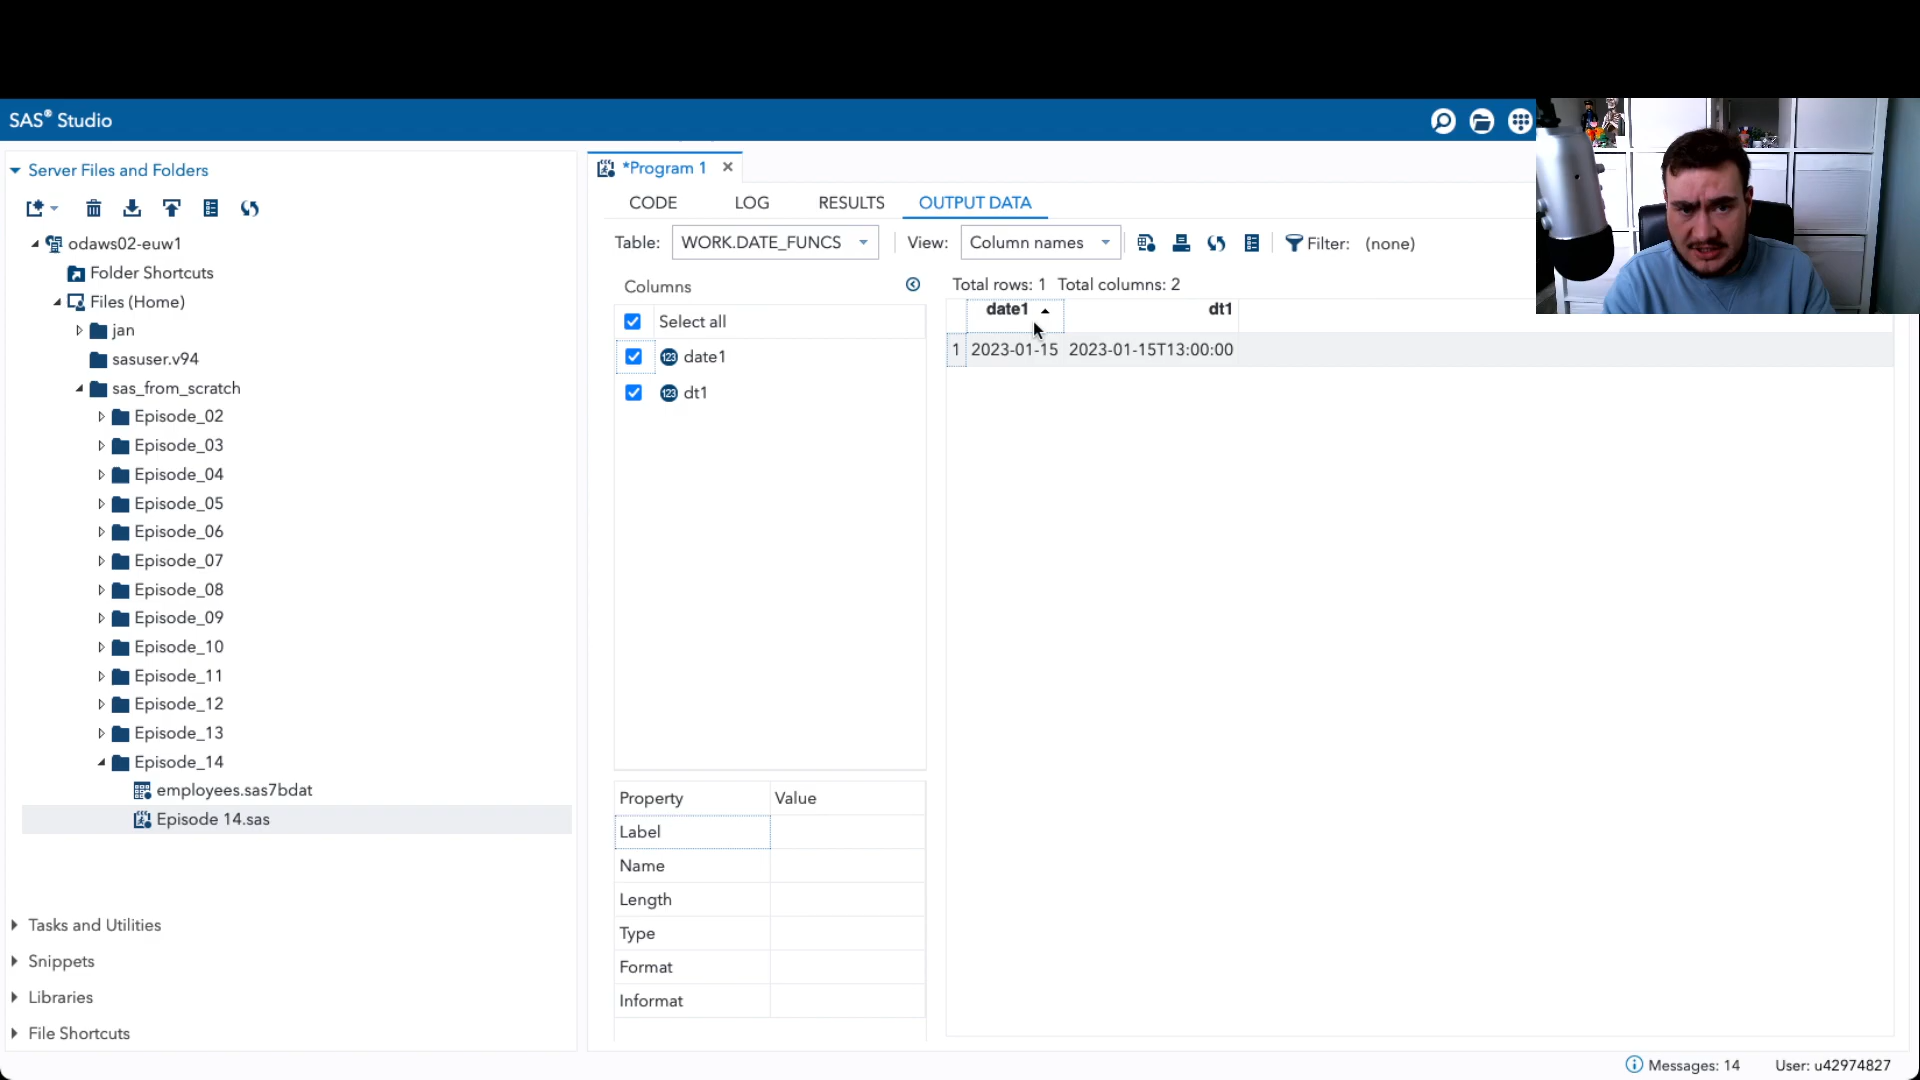 SAS® Studio
Server Files and Folders
odaws02-euw1
Folder Shortcuts
Files (Home)
jan
sasuser.v94
sas_from_scratch
Episode_02
Episode_03
Episode_04
Episode_05
Episode_06
Episode_07
Episode_08
Episode_09
Episode_10
Episode_11
Episode_12
Episode_13
Episode_14
employees.sas7bdat
Episode 14.sas
Tasks and Utilities
Snippets
Libraries
File Shortcuts
*Program 1
CODE LOG RESULTS OUTPUT DATA
Table: WORK.DATE_FUNCS View: Column names Filter: (none)
Columns
Select all
123 date1
123 dt1
Property Value
Label
Name
Length
Type
Format
Informat
Total rows: 1 Total columns: 2
date1 dt1
1 2023-01-15 2023-01-15T13:00:00
Messages: 14 User: u42974827